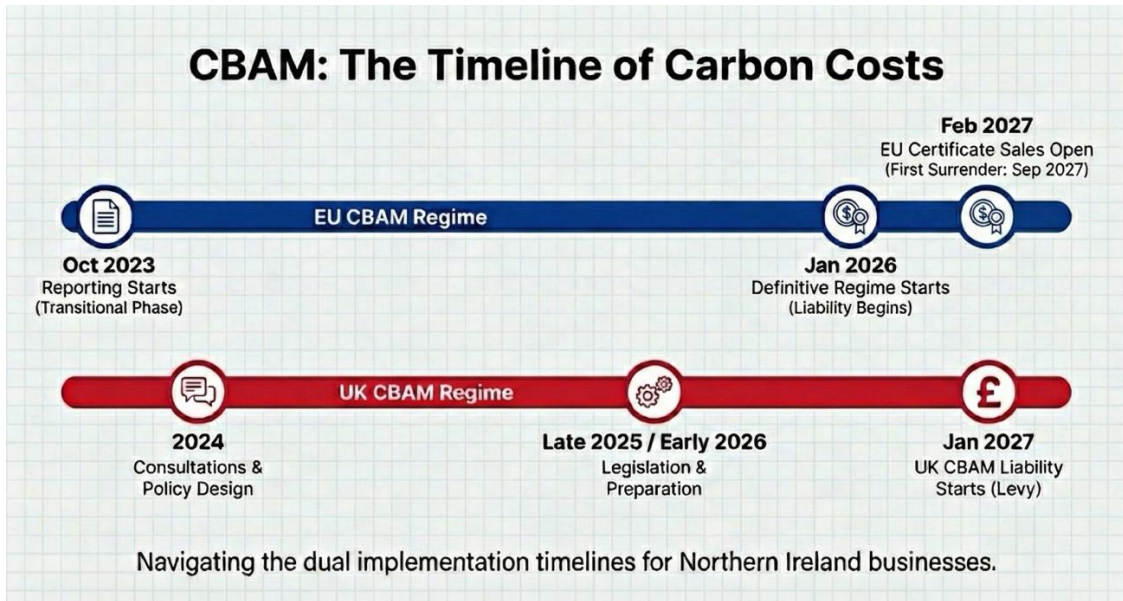 CBAM: The Timeline of Carbon Costs
Feb 2027
EU Certificate Sales Open
(First Surrender: Sep 2027)
EU CBAM Regime
Oct 2023
Reporting Starts
(Transitional Phase)
Jan 2026
Definitive Regime Starts
(Liability Begins)
UK CBAM Regime
£
2024
Consultations &
Policy Design
Late 2025 / Early 2026
Legislation &
Preparation
Jan 2027
UK CBAM Liability
Starts (Levy)
Navigating the dual implementation timelines for Northern Ireland businesses.